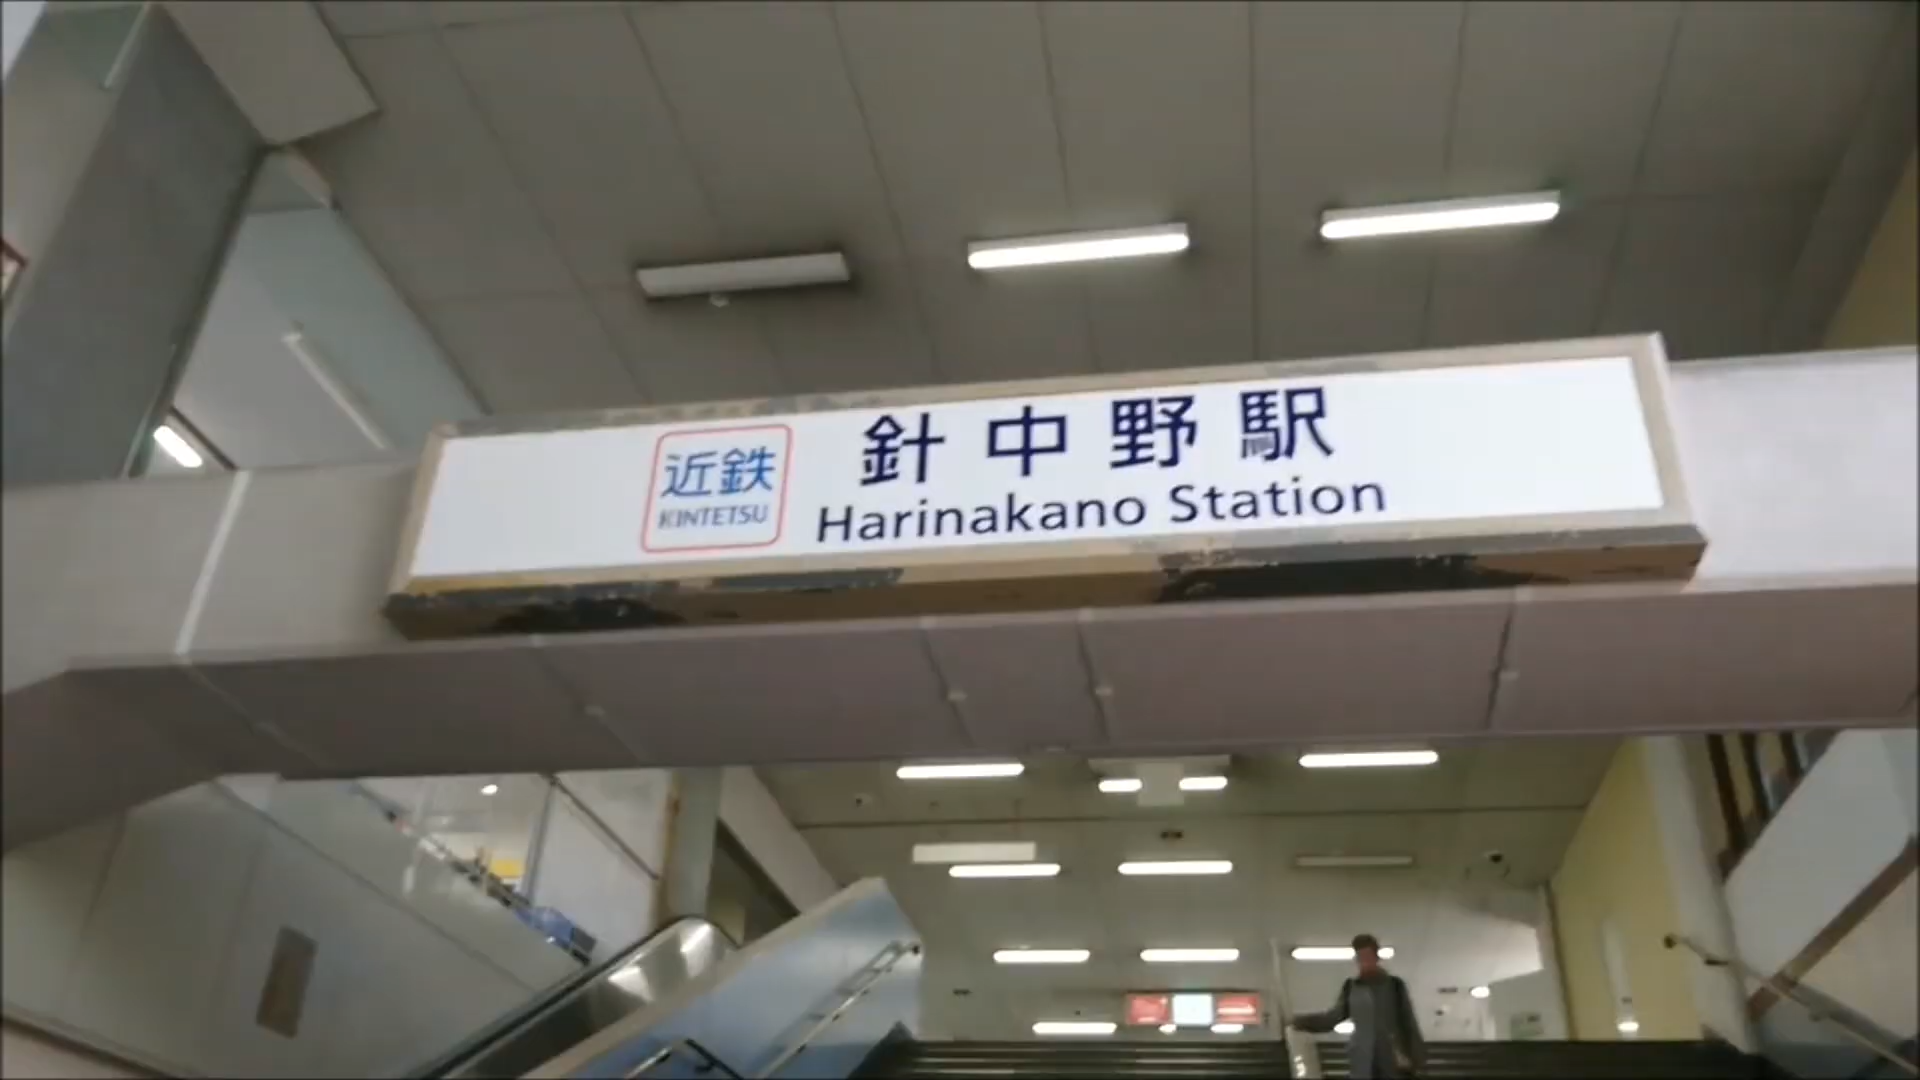 近鉄
KINTETSU
針中野駅
Harinakano Station